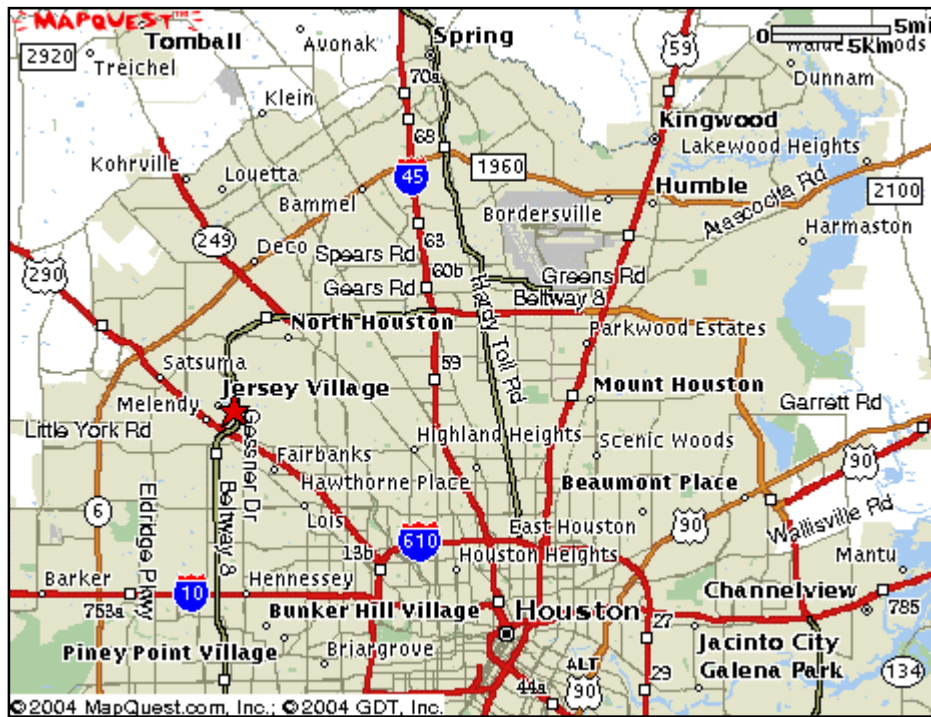 MAPQUEST
Tomball
Avonak
Spring
59
0
5mi
5km
2920
Treichel
70a
Dunnam
Klein
68
Kingwood
Lakewood Heights
Kohrville
Louetta
45
1960
Humble
2100
Bammel
Bordersville
Atascocita Rd
Harmaston
249
Deco
Spears Rd
63
290
60b
Greens Rd
Gears Rd
Beltway 8
Hardy Toll Rd
North Houston
Parkwood Estates
Satsuma
59
Jersey Village
Mount Houston
Melendy
Garrett Rd
Little York Rd
Gessner Dr
Highland Heights
Scenic Woods
Fairbanks
90
Hawthorne Place
Beaumont Place
6
Eldridge Pkwy
Beltway 8
Lois
East Houston
90
Wallisville Rd
13b
610
Houston Heights
Mantu
Barker
Hennessey
753a
10
Channelview
Bunker Hill Village
Houston
785
27
Jacinto City
Piney Point Village
Briargrove
ALT
90
29
Galena Park
134
44a
©2004 MapQuest.com, Inc.; ©2004 GDT, Inc.